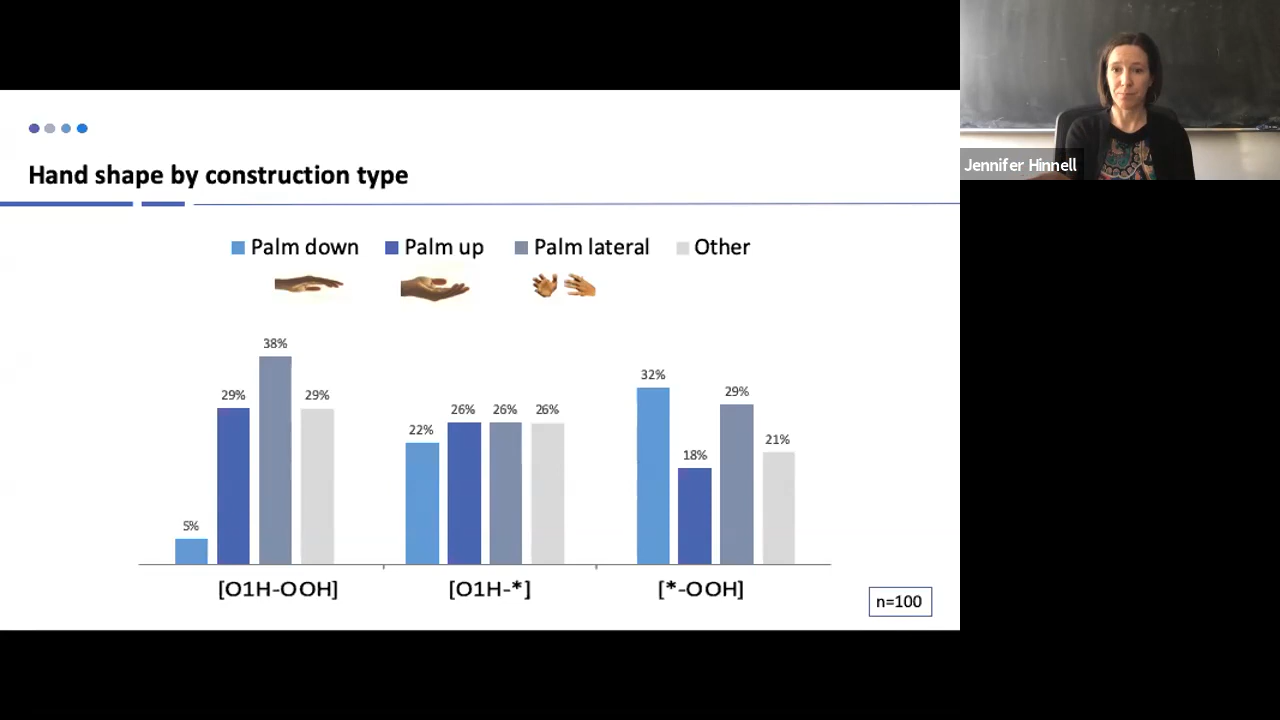 Jennifer Hinnell
Hand shape by construction type
Palm down Palm up Palm lateral Other
38%
29% 29%
5%
22% 26% 26% 26%
32%
18%
29%
21%
[O1H-OOH] [O1H-*] [*-OOH]
n=100